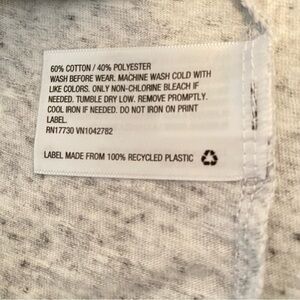 60% COTTON / 40% POLYESTER
WASH BEFORE WEAR. MACHINE WASH COLD WITH
LIKE COLORS. ONLY NON-CHLORINE BLEACH IF
NEEDED. TUMBLE DRY LOW. REMOVE PROMPTLY.
COOL IRON IF NEEDED. DO NOT IRON ON PRINT
LABEL.
RN17730 VN1042782
LABEL MADE FROM 100% RECYCLED PLASTIC